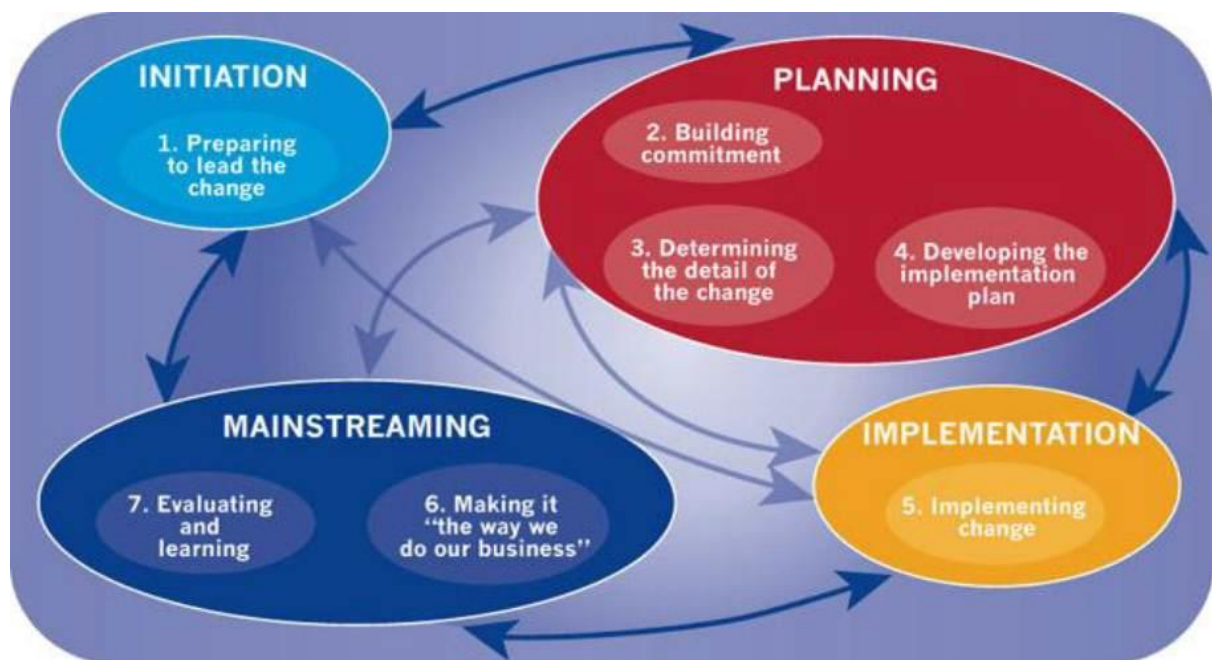 INITIATION
1. Preparing
to lead the
change
PLANNING
2. Building
commitment
3. Determining
the detail of
the change
4. Developing the
implementation
plan
MAINSTREAMING
7. Evaluating
and
learning
6. Making it
“the way we
do our business”
IMPLEMENTATION
5. Implementing
change